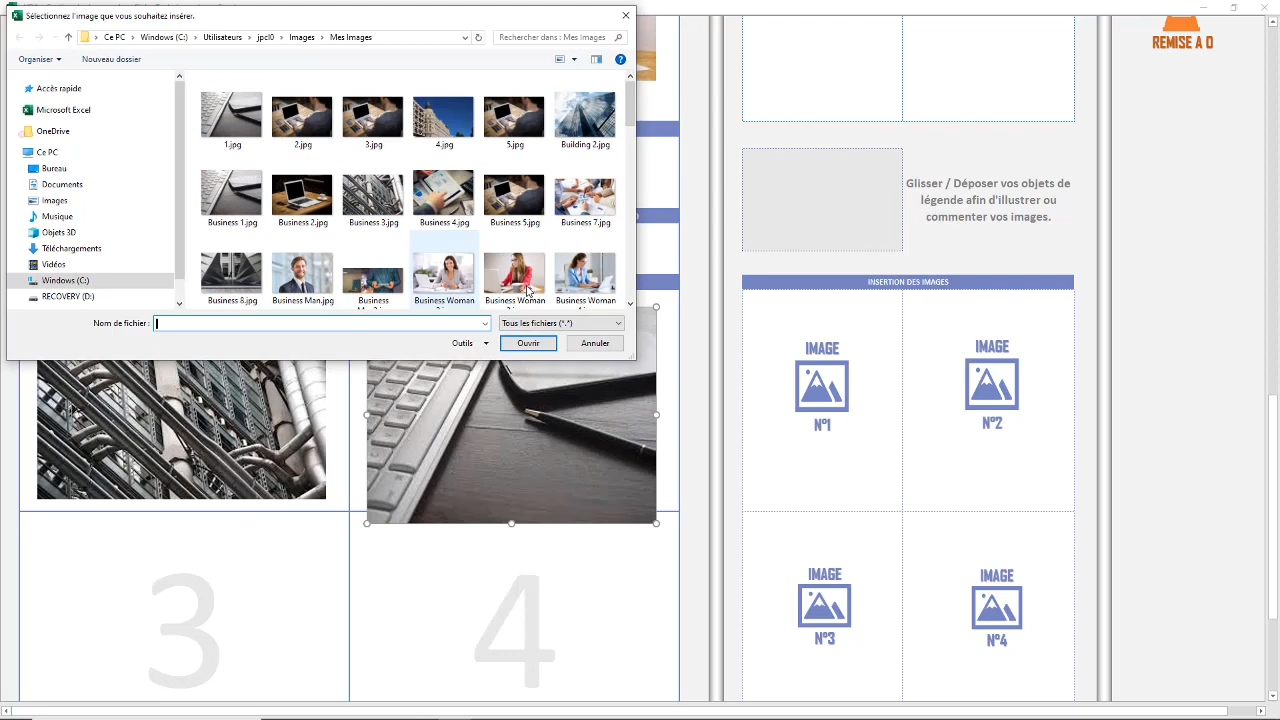 Sélectionnez l'image que vous souhaitez insérer.
Ce PC > Windows (C:) > Utilisateurs > jpcl0 > Images > Mes Images
Rechercher dans : Mes Images
Organiser
Nouveau dossier
Accès rapide
Microsoft Excel
OneDrive
Ce PC
Bureau
Documents
Images
Musique
Objets 3D
Téléchargements
Vidéos
Windows (C:)
RECOVERY (D:)
1.jpg
2.jpg
3.jpg
4.jpg
5.jpg
Building 2.jpg
Business 1.jpg
Business 2.jpg
Business 3.jpg
Business 4.jpg
Business 5.jpg
Business 7.jpg
Business 8.jpg
Business Man.jpg
Business
Business Woman
Business Woman
Business Woman
Nom de fichier :
Tous les fichiers (*.*)
Outils
Ouvrir
Annuler
3
4
REMISE A 0
Glisser / Déposer vos objets de
légende afin d'illustrer ou
commenter vos images.
INSERTION DES IMAGES
IMAGE
N°1
IMAGE
N°2
IMAGE
N°3
IMAGE
N°4